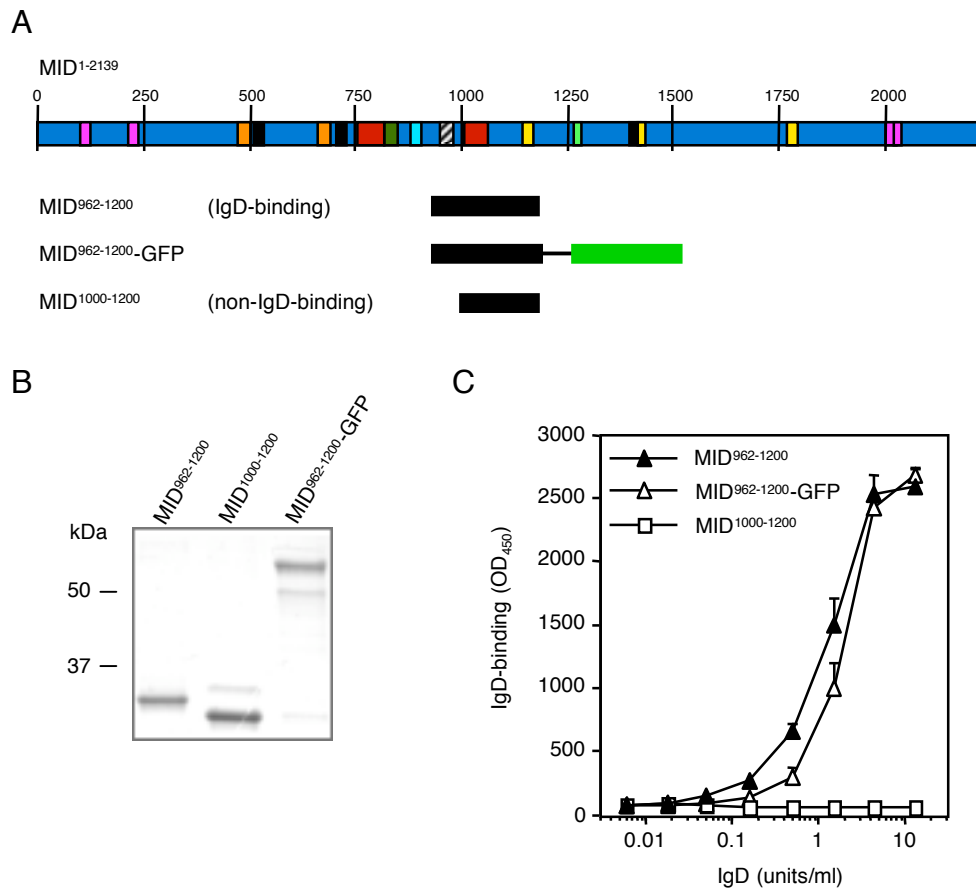 A
MID1-2139
0 250 500 750 1000 1250 1500 1750 2000
MID962-1200 (IgD-binding)
MID962-1200-GFP
MID1000-1200 (non-IgD-binding)
B
MID962-1200
MID1000-1200
MID962-1200-GFP
kDa
50
37
C
3000
2500
2000
1500
1000
500
0
IgD-binding (OD450)
MID962-1200
MID962-1200-GFP
MID1000-1200
0.01 0.1 1 10
IgD (units/ml)